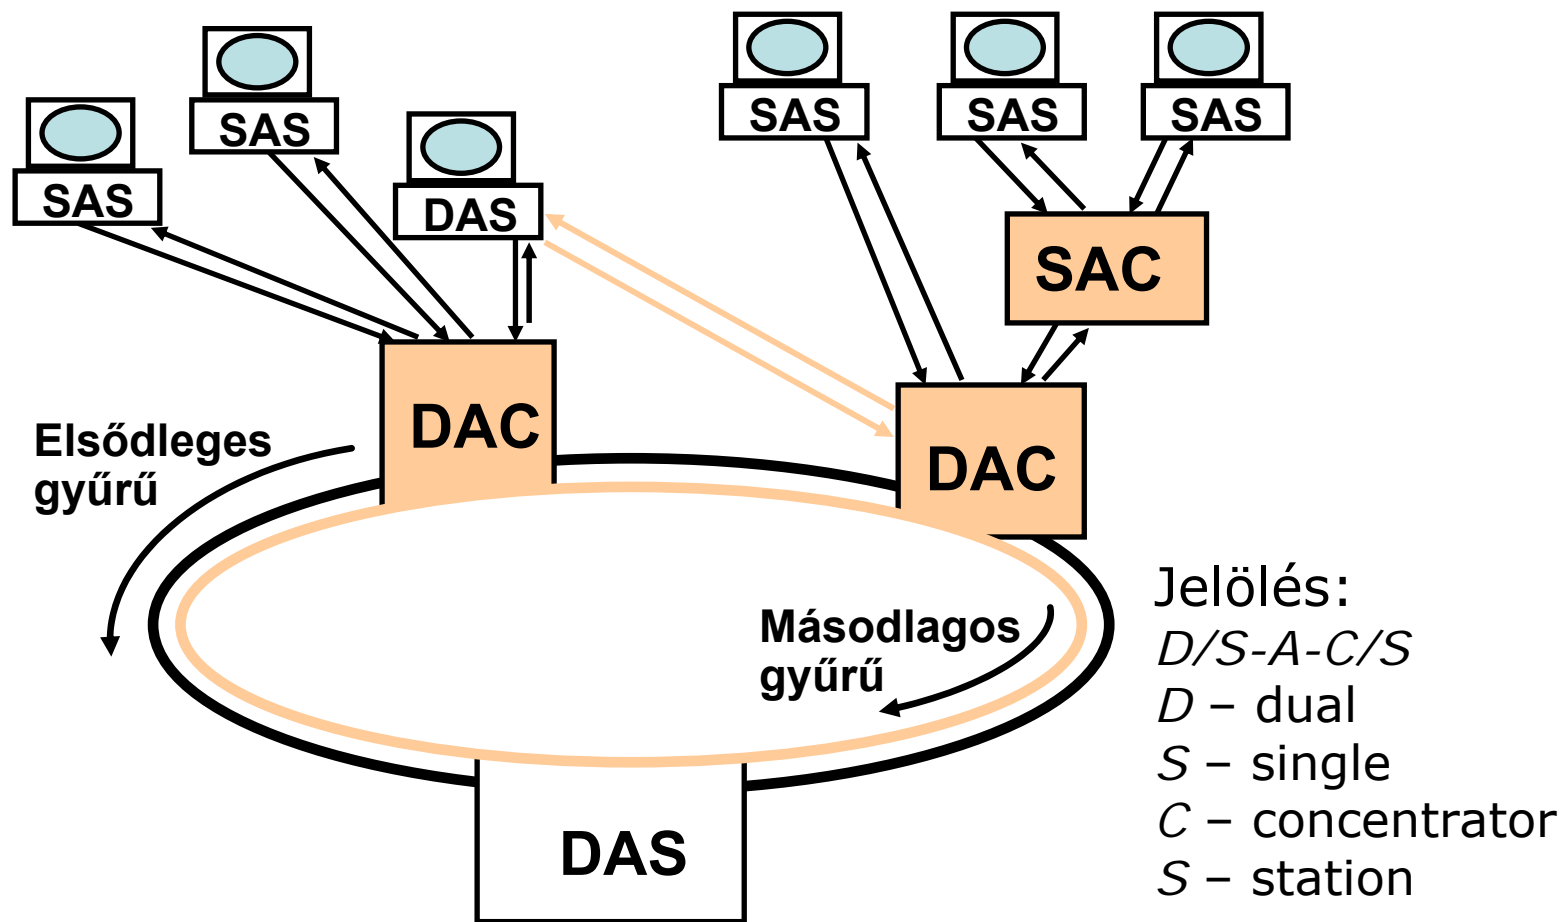 SAS
SAS
DAS
SAS
SAS
SAS
SAC
DAC
DAC
Elsődleges
gyűrű
Másodlagos
gyűrű
DAS
Jelölés:
D/S-A-C/S
D – dual
S – single
C – concentrator
S – station